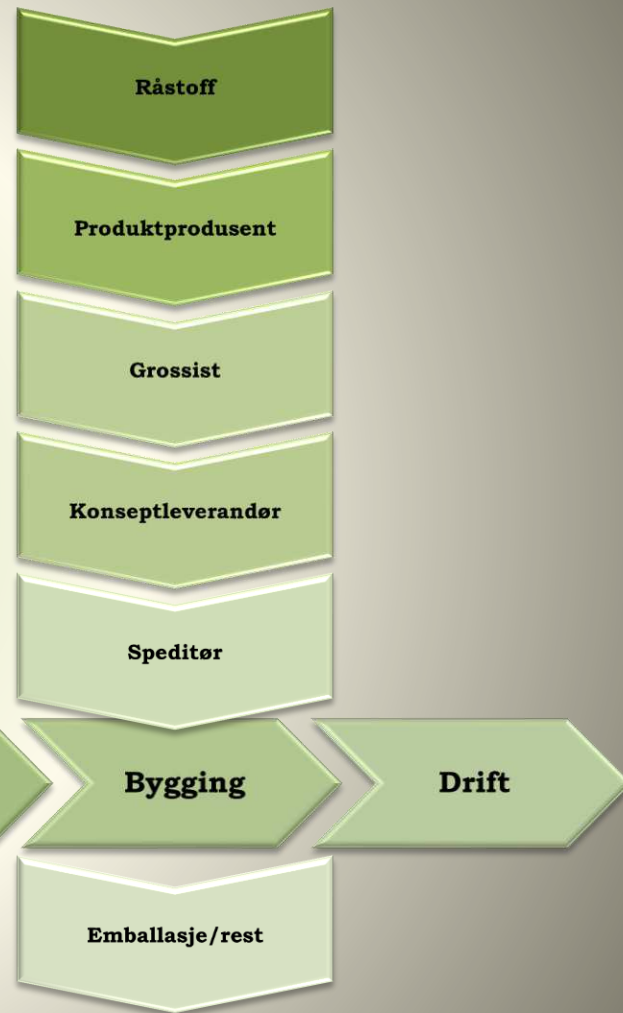 Råstoff
Produktprodusent
Grossist
Konseptleverandør
Speditør
Bygging
Drift
Emballasje/rest